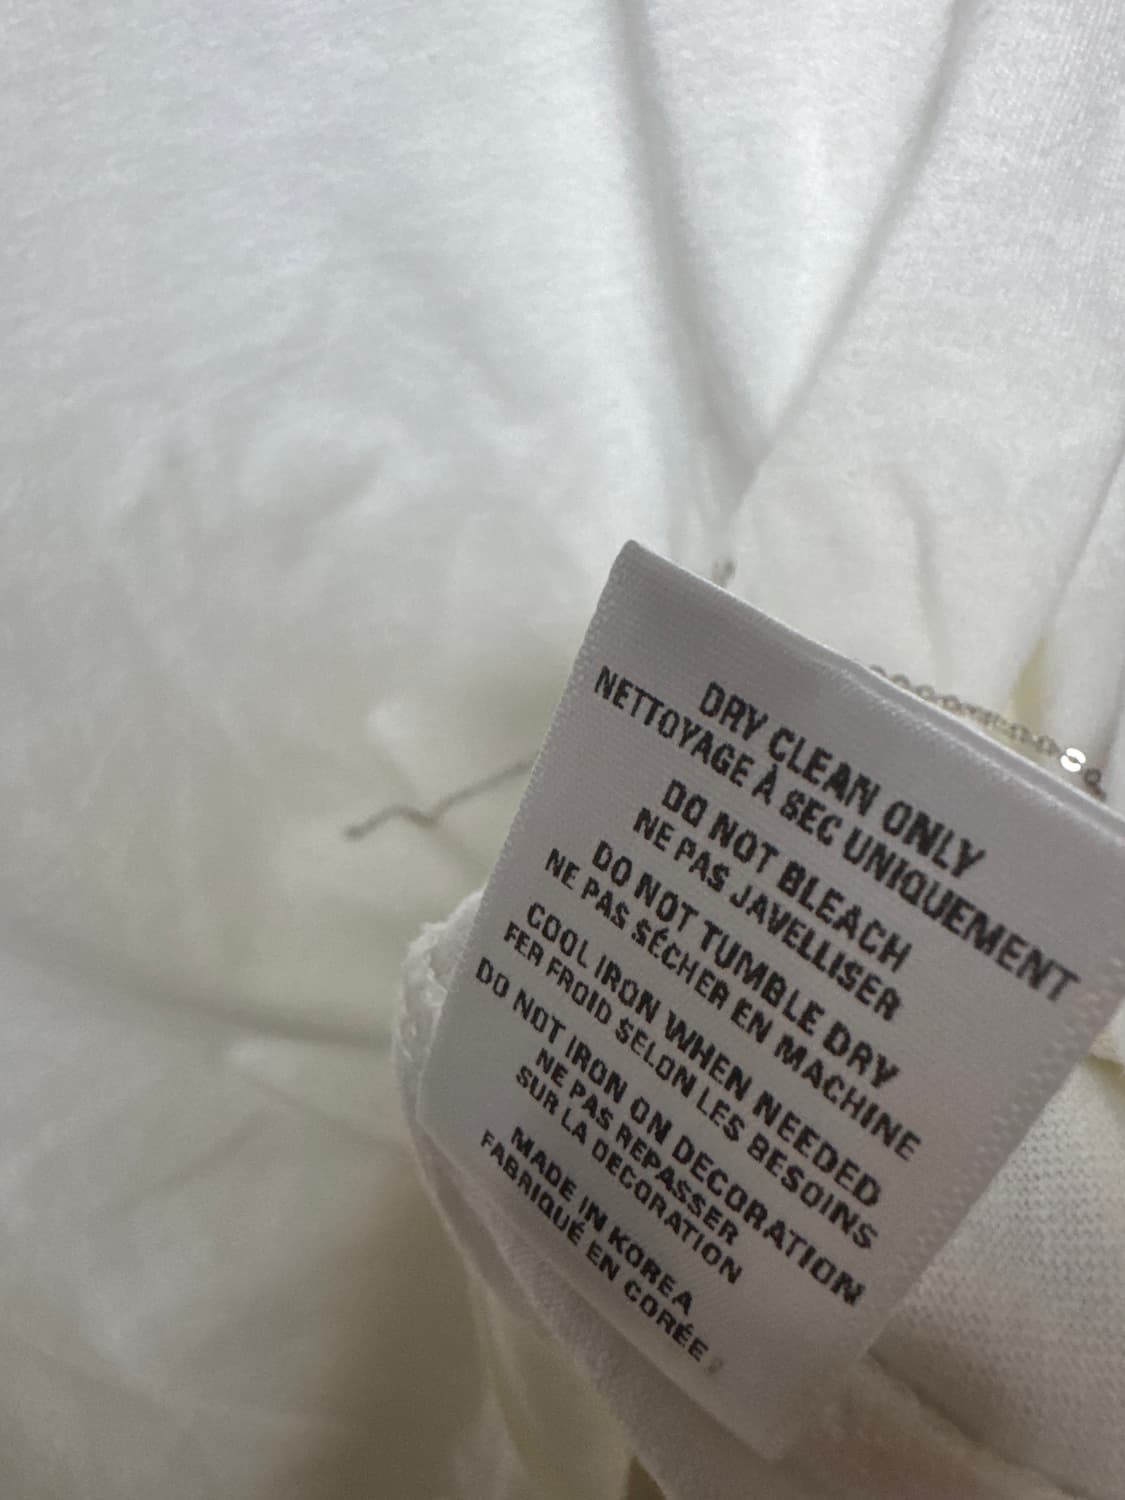 DRY CLEAN ONLY
NETTOYAGE À SEC UNIQUEMENT
DO NOT BLEACH
NE PAS JAVELLISER
DO NOT TUMBLE DRY
NE PAS SÉCHER EN MACHINE
COOL IRON WHEN NEEDED
FER FROID SELON LES BESOINS
DO NOT IRON ON DECORATION
NE PAS REPASSER
SUR LA DECORATION
MADE IN KOREA
FABRIQUÉ EN CORÉE